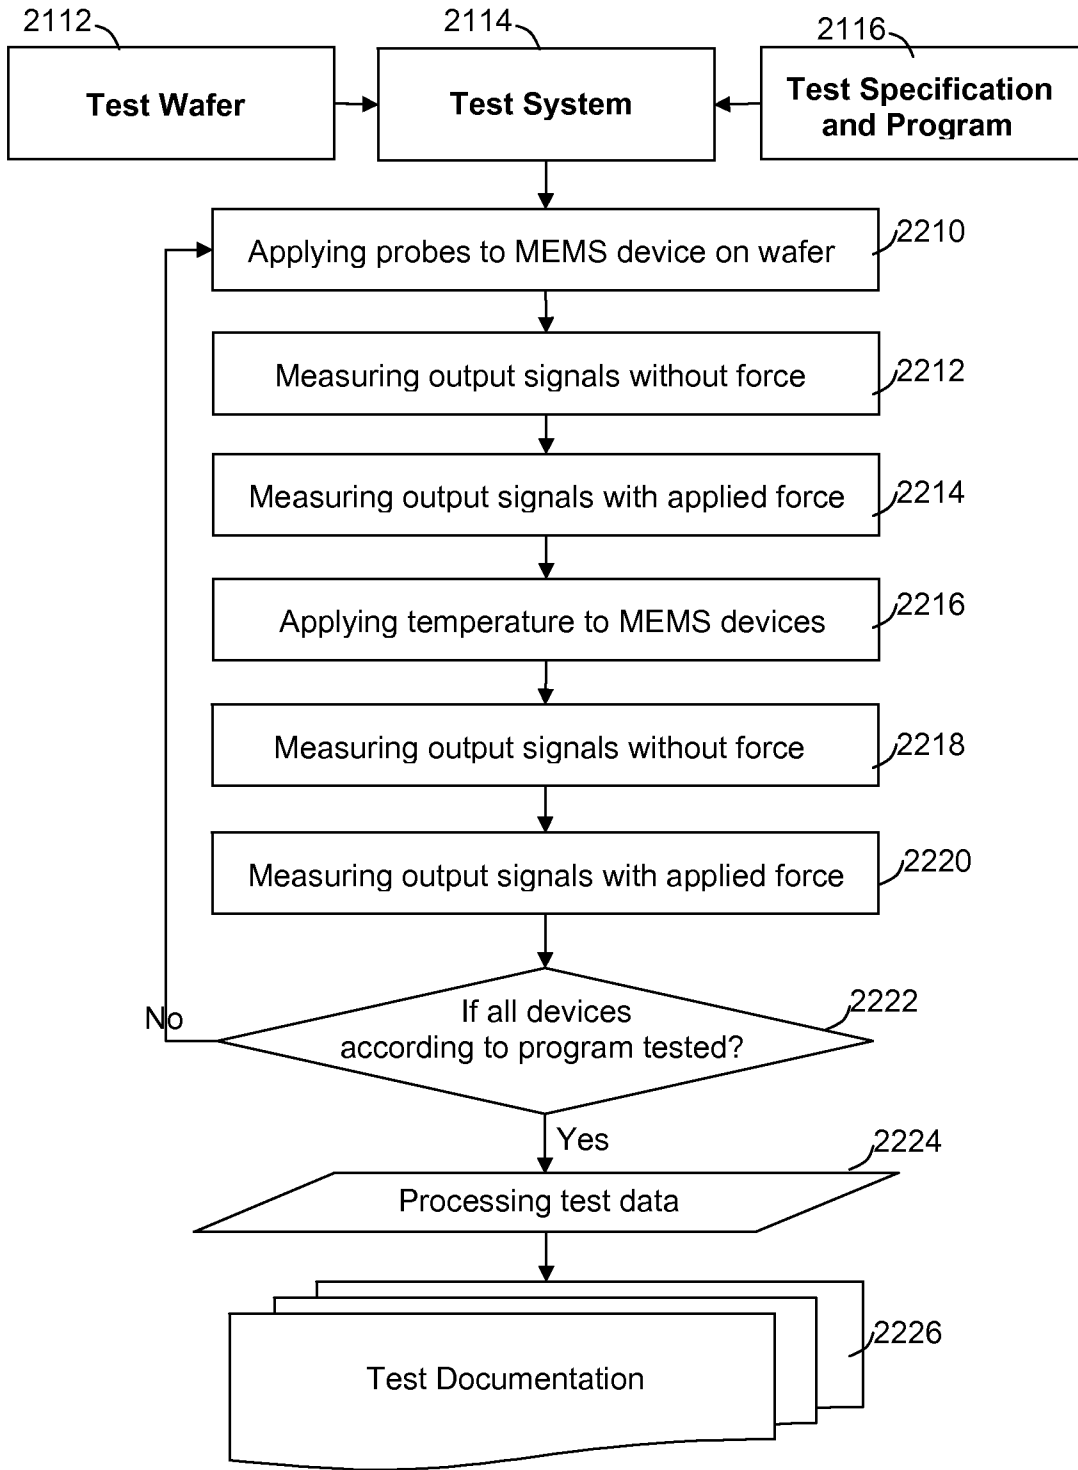 2112
2114
2116
Test Wafer
Test System
Test Specification
and Program
2210
Applying probes to MEMS device on wafer
2212
Measuring output signals without force
2214
Measuring output signals with applied force
2216
Applying temperature to MEMS devices
2218
Measuring output signals without force
2220
Measuring output signals with applied force
2222
If all devices
according to program tested?
No
Yes
2224
Processing test data
2226
Test Documentation